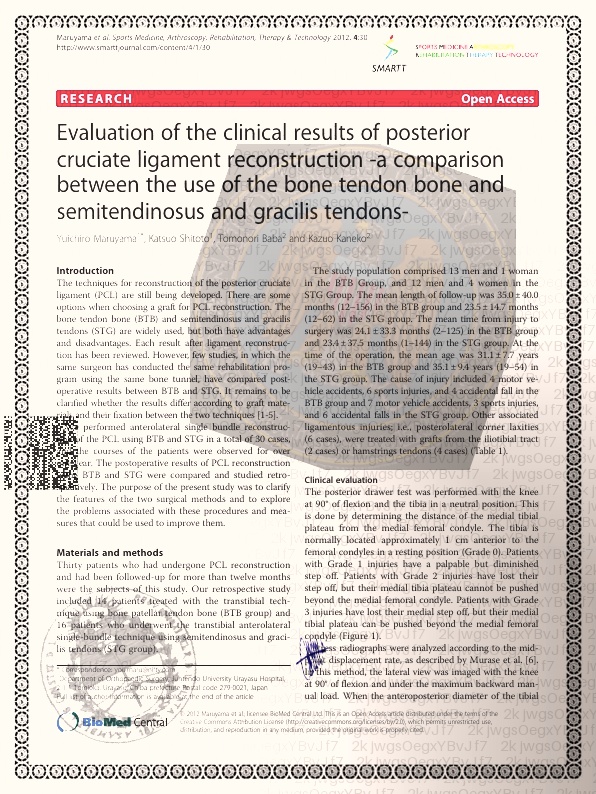 Maruyama et al. Sports Medicine, Arthroscopy, Rehabilitation, Therapy & Technology 2012, 4:30
http://www.smartjournal.com/content/4/1/30
SMARTT
SPORTS MEDICINE A
REHABILITATION THERAPY TECHNOLOGY
RESEARCH
Open Access
Evaluation of the clinical results of posterior
cruciate ligament reconstruction -a comparison
between the use of the bone tendon bone and
semitendinosus and gracilis tendons-
Yuichiro Maruyama *, Katsuo Shitoto1, Tomonori Baba2 and Kazuo Kaneko2
Introduction
The techniques for reconstruction of the posterior cruciate
ligament (PCL) are still being developed. There are some
options when choosing a graft for PCL reconstruction. The
bone tendon bone (BTB) and semitendinosus and gracilis
tendons (STG) are widely used, but both have advantages
and disadvantages. Each result after ligament reconstruc-
tion has been reviewed. However, few studies, in which the
same surgeon has conducted the same rehabilitation pro-
gram using the same bone tunnel, have compared post-
operative results between BTB and STG. It remains to be
clarified whether the results differ according to graft mate-
and their fixation between the two techniques [1-5].
performed anterolateral single bundle reconstruc-
of the PCL using BTB and STG in a total of 30 cases,
the courses of the patients were observed for over
The postoperative results of PCL reconstruction
BTB and STG were compared and studied retro-
The purpose of the present study was to clarify
the features of the two surgical methods and to explore
the problems associated with these procedures and mea-
sures that could be used to improve them.
Materials and methods
Thirty patients who had undergone PCL reconstruction
and had been followed-up for more than twelve months
were the subjects of this study. Our retrospective study
included 14 patients treated with the transtibial tech-
nique using bone patellar tendon bone (BTB group) and
16 patients who underwent the transtibial anterolateral
single-bundle technique using semitendinosus and graci-
lis tendons (STG group).
Department of Orthopedic Surgery, Juntendo University Urayasu Hospital,
Urayasu, China prefecture Postal code 279-0021, Japan
information is available at the end of the article
The study population comprised 13 men and 1 woman
in the BTB Group, and 12 men and 4 women in the
STG Group. The mean length of follow-up was 35.0 ± 40.0
months (12–156) in the BTB group and 23.5 ± 14.7 months
(12–62) in the STG group. The mean time from injury to
surgery was 24.1 ± 33.3 months (2–125) in the BTB group
and 23.4 ± 37.5 months (1–144) in the STG group. At the
time of the operation, the mean age was 31.1 ± 7.7 years
(19–43) in the BTB group and 35.1 ± 9.4 years (19–54) in
the STG group. The cause of injury included 4 motor ve-
hicle accidents, 6 sports injuries, and 4 accidental fall in the
BTB group and 7 motor vehicle accidents, 3 sports injuries,
and 6 accidental falls in the STG group. Other associated
ligamentous injuries; i.e., posterolateral corner laxities
(6 cases), were treated with grafts from the iliotibial tract
(2 cases) or hamstrings tendons (4 cases) (Table 1).
Clinical evaluation
The posterior drawer test was performed with the knee
at 90° of flexion and the tibia in a neutral position. This
is done by determining the distance of the medial tibial
plateau from the medial femoral condyle. The tibia is
normally located approximately 1 cm anterior to the
femoral condyles in a resting position (Grade 0). Patients
with Grade 1 injuries have a palpable but diminished
step off. Patients with Grade 2 injuries have lost their
step off, but their medial tibial plateau cannot be pushed
beyond the medial femoral condyle. Patients with Grade
3 injuries have lost their medial step off, but their medial
tibial plateau can be pushed beyond the medial femoral
condyle (Figure 1).
radiographs were analyzed according to the mid-
displacement rate, as described by Murase et al. [6].
this method, the lateral view was imaged with the knee
at 90° of flexion and under the maximum backward man-
ual load. When the anteroposterior diameter of the tibial
BioMed Central
© 2012 Maruyama et al.; licensee BioMed Central Ltd. This is an Open Access article distributed under the terms of the
Creative Commons Attribution License (http://creativecommons.org/licenses/by/2.0), which permits unrestricted use,
distribution, and reproduction in any medium, provided the original work is properly cited.